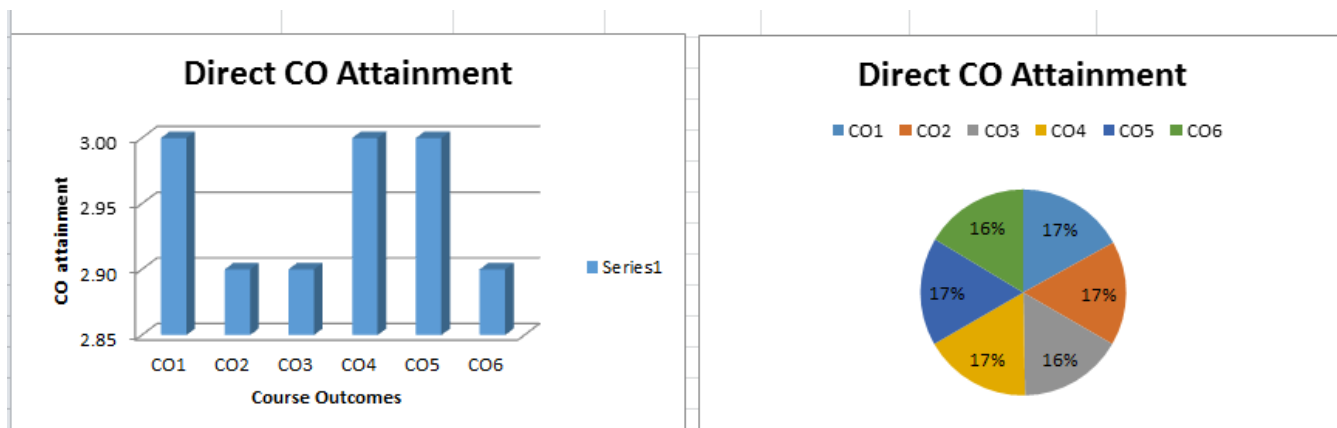 Direct CO Attainment
3.00
2.95
2.90
2.85
CO attainment
CO1 CO2 CO3 CO4 CO5 CO6
Course Outcomes
Series1
Direct CO Attainment
CO1 CO2 CO3 CO4 CO5 CO6
16% 17%
17% 17%
17% 16%